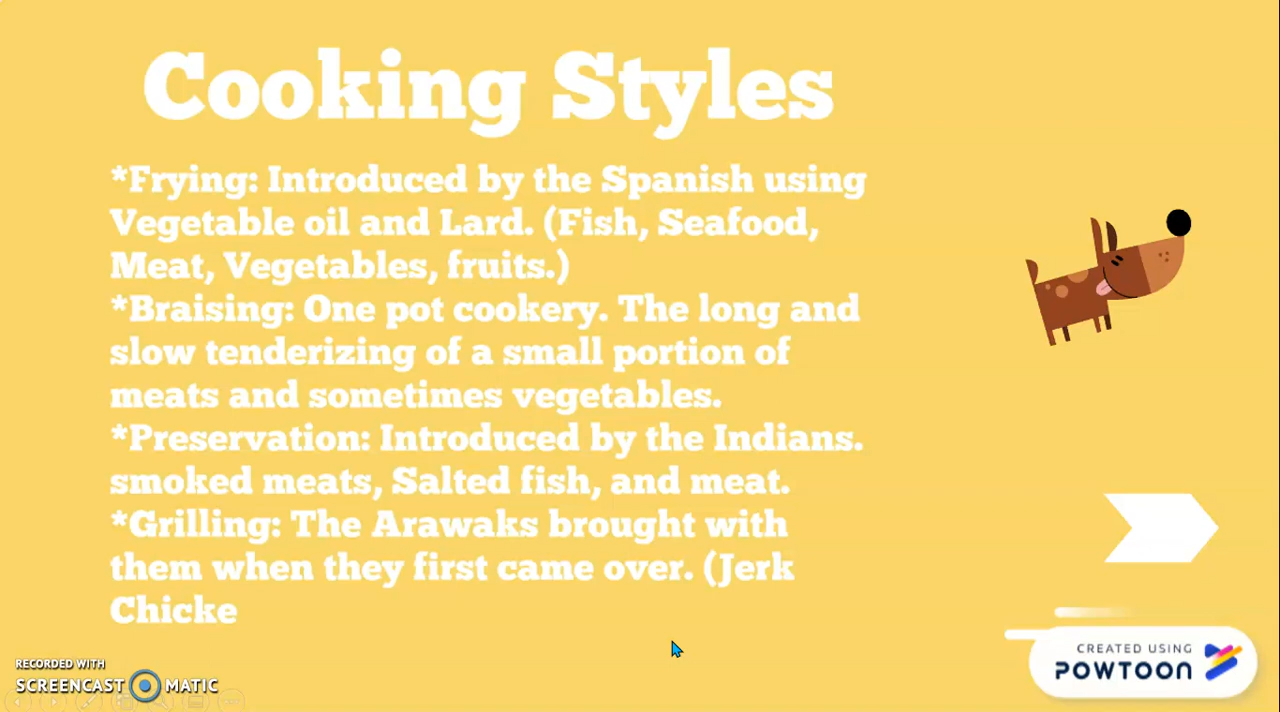 Cooking Styles
*Frying: Introduced by the Spanish using
Vegetable oil and Lard. (Fish, Seafood,
Meat, Vegetables, fruits.)
*Braising: One pot cookery. The long and
slow tenderizing of a small portion of
meats and sometimes vegetables.
*Preservation: Introduced by the Indians.
smoked meats, Salted fish, and meat.
*Grilling: The Arawaks brought with
them when they first came over. (Jerk
Chicke
RECORDED WITH
SCREENCAST MATIC
CREATED USING
POWTOON